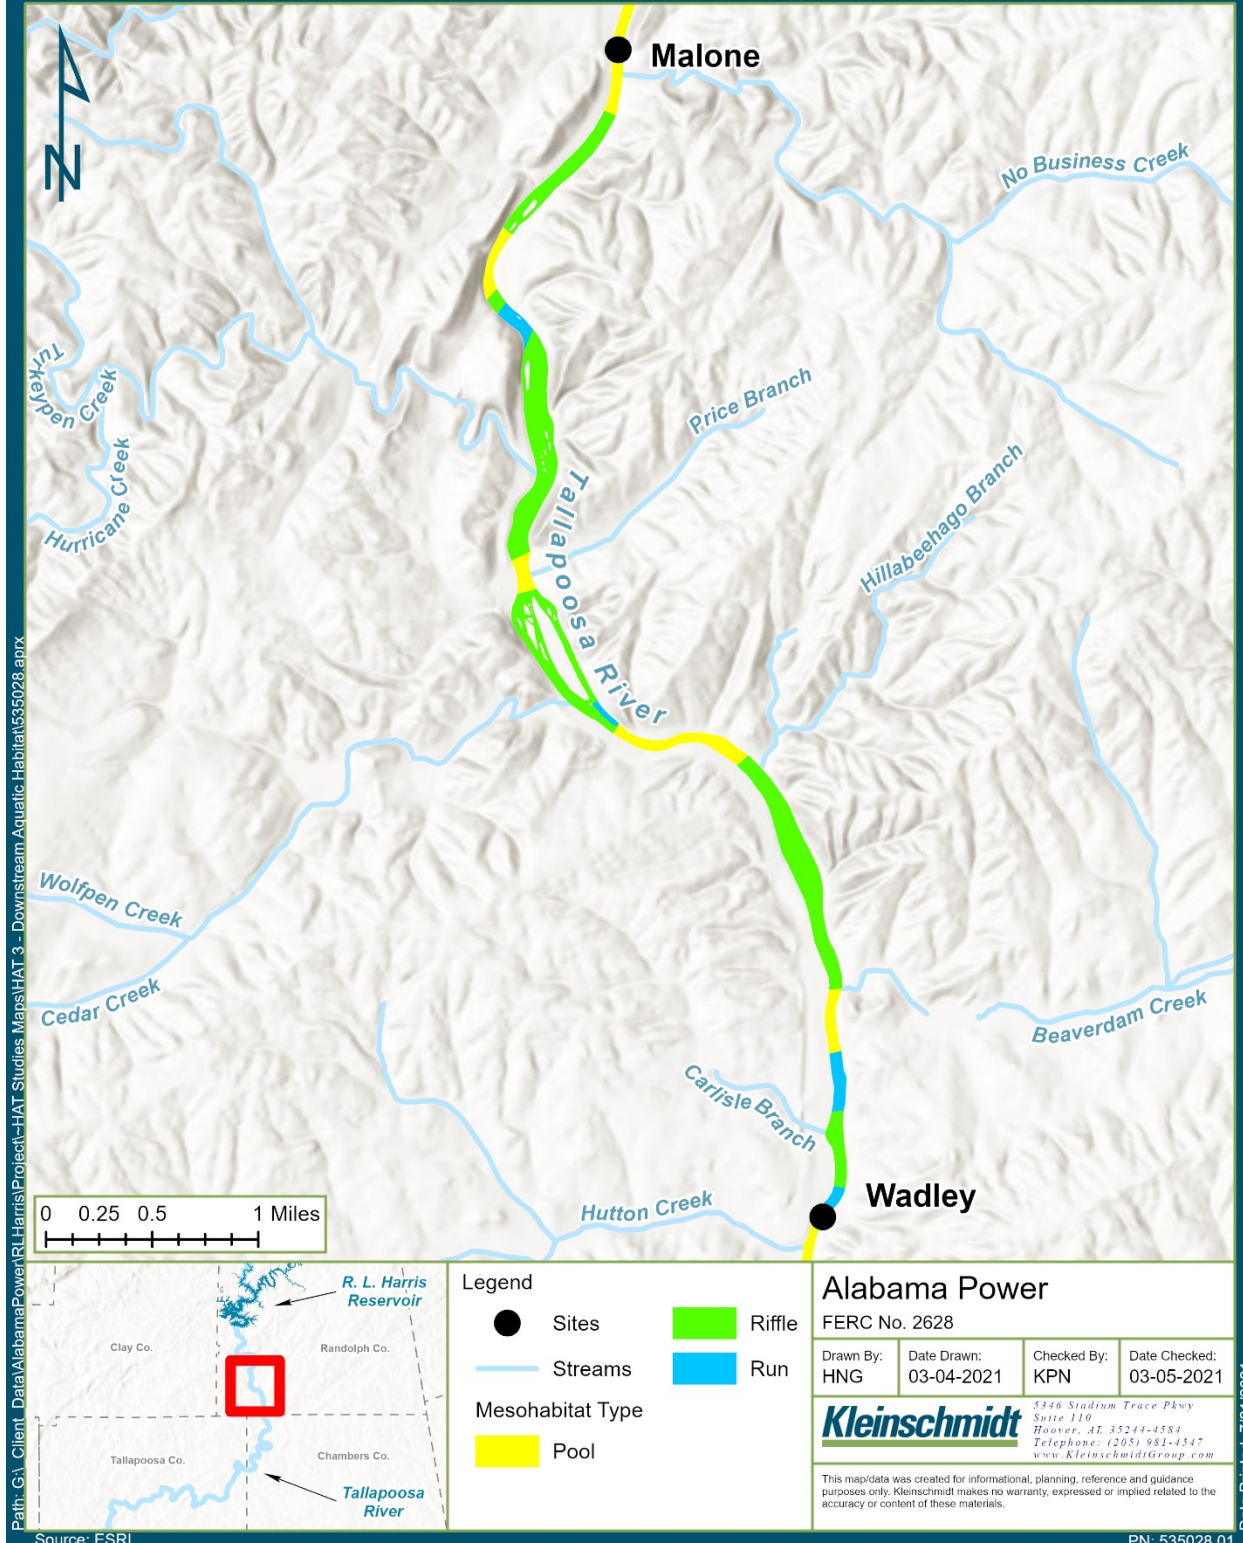 Malone
N
No Business Creek
Turkeypen Creek
Hurricane Creek
Price Branch
Hillabeehago Branch
Talllapoosa River
Wolfpen Creek
Cedar Creek
Beaverdam Creek
Carlisle Branch
Hutton Creek
Wadley
0 0.25 0.5 1 Miles
Path: G:\_Client_Data\AlabamaPower\RLHarris\Project\~HAT Studies Maps\HAT 3 - Downstream Aquatic Habitat\535028.aprx
R. L. Harris
Reservoir
Clay Co.
Randolph Co.
Tallapoosa Co.
Chambers Co.
Tallapoosa
River
Legend
Sites
Streams
Mesohabitat Type
Pool
Riffle
Run
Alabama Power
FERC No. 2628
Drawn By:
HNG
Date Drawn:
03-04-2021
Checked By:
KPN
Date Checked:
03-05-2021
Kleinschmidt
5346 Stadium Trace Pkwy
Suite 110
Hoover, AL 35244-4584
Telephone: (205) 981-4547
www.KleinschmidtGroup.com
This map/data was created for informational, planning, reference and guidance
purposes only. Kleinschmidt makes no warranty, expressed or implied related to the
accuracy or content of these materials.
Source: ESRI
PN: 535028.01